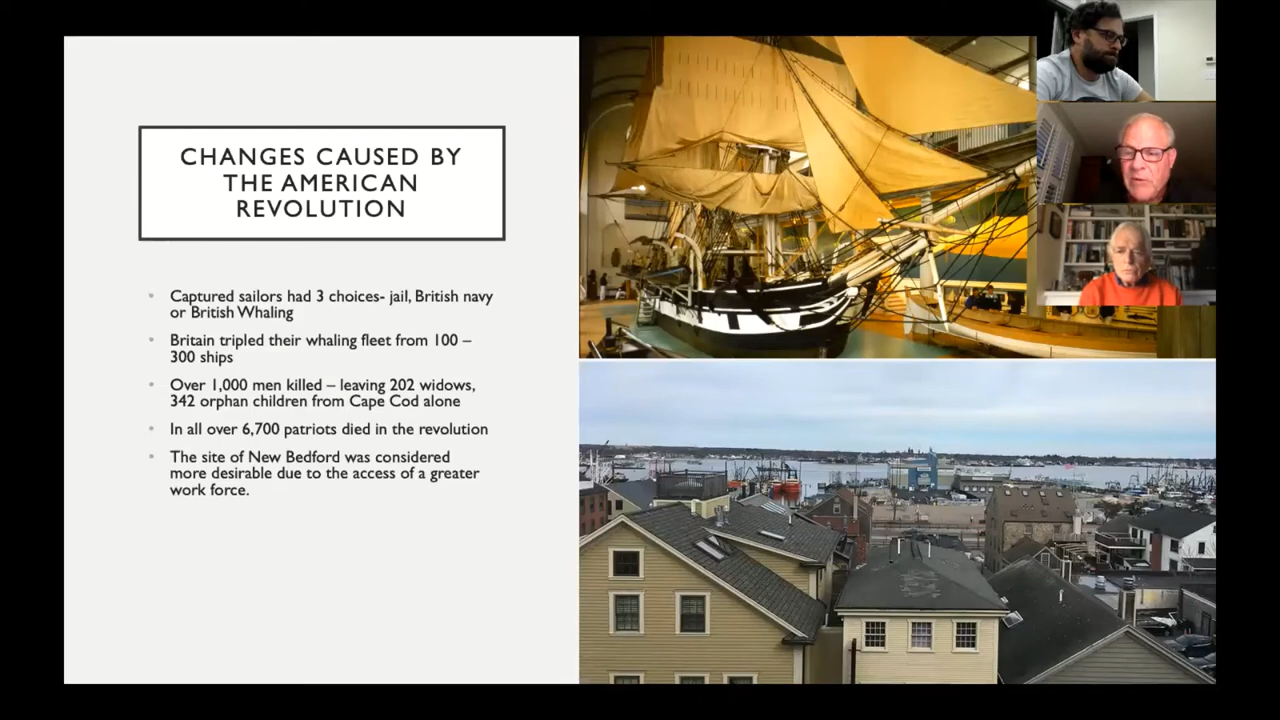 CHANGES CAUSED BY
THE AMERICAN
REVOLUTION
Captured sailors had 3 choices- jail, British navy
or British Whaling
Britain tripled their whaling fleet from 100 –
300 ships
Over 1,000 men killed – leaving 202 widows,
342 orphan children from Cape Cod alone
In all over 6,700 patriots died in the revolution
The site of New Bedford was considered
more desirable due to the access of a greater
work force.